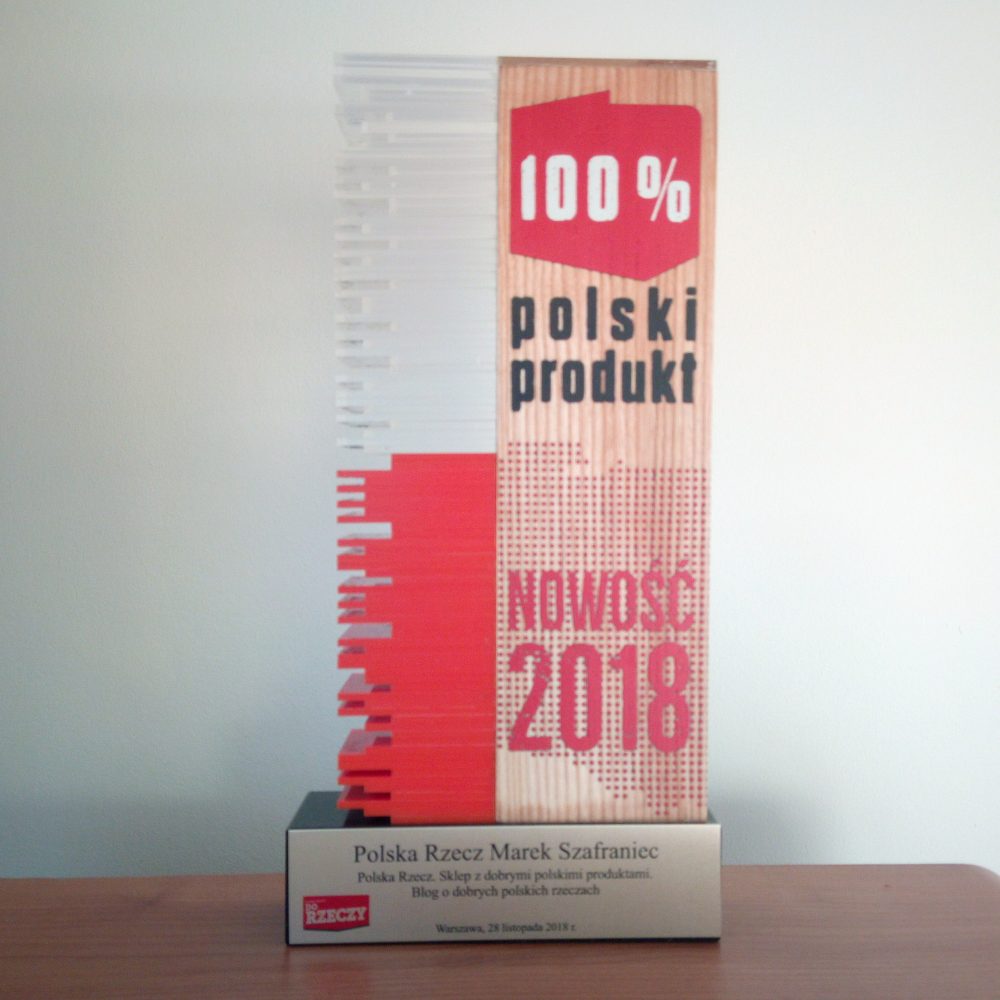 100 %
polski
produkt
NOWOŚĆ
2018
Polska Rzecz Marek Szafraniec
Polska Rzecz. Sklep z dobrymi polskimi produktami.
Blog o dobrych polskich rzeczach
DO
RZECZY
Warszawa, 28 listopada 2018 r.